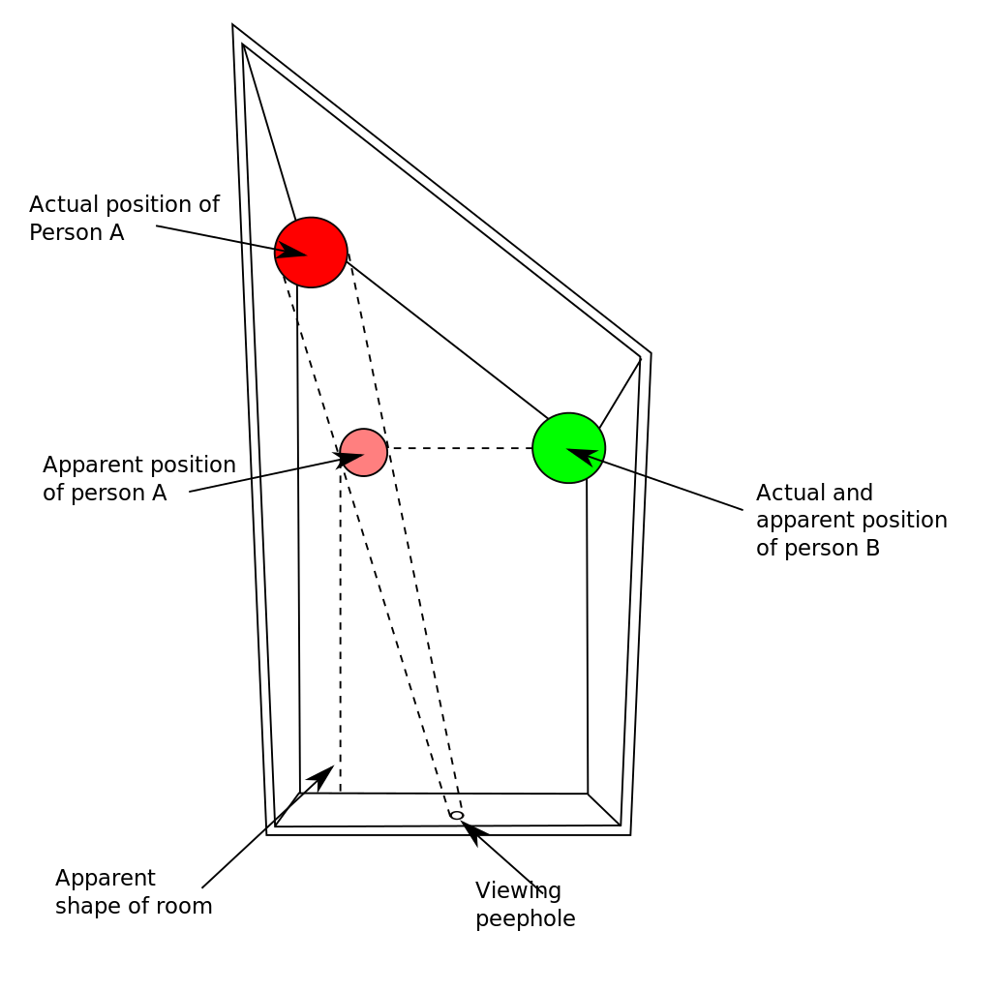 Actual position of
Person A
Apparent position
of person A
Actual and
apparent position
of person B
Apparent
shape of room
Viewing
peephole